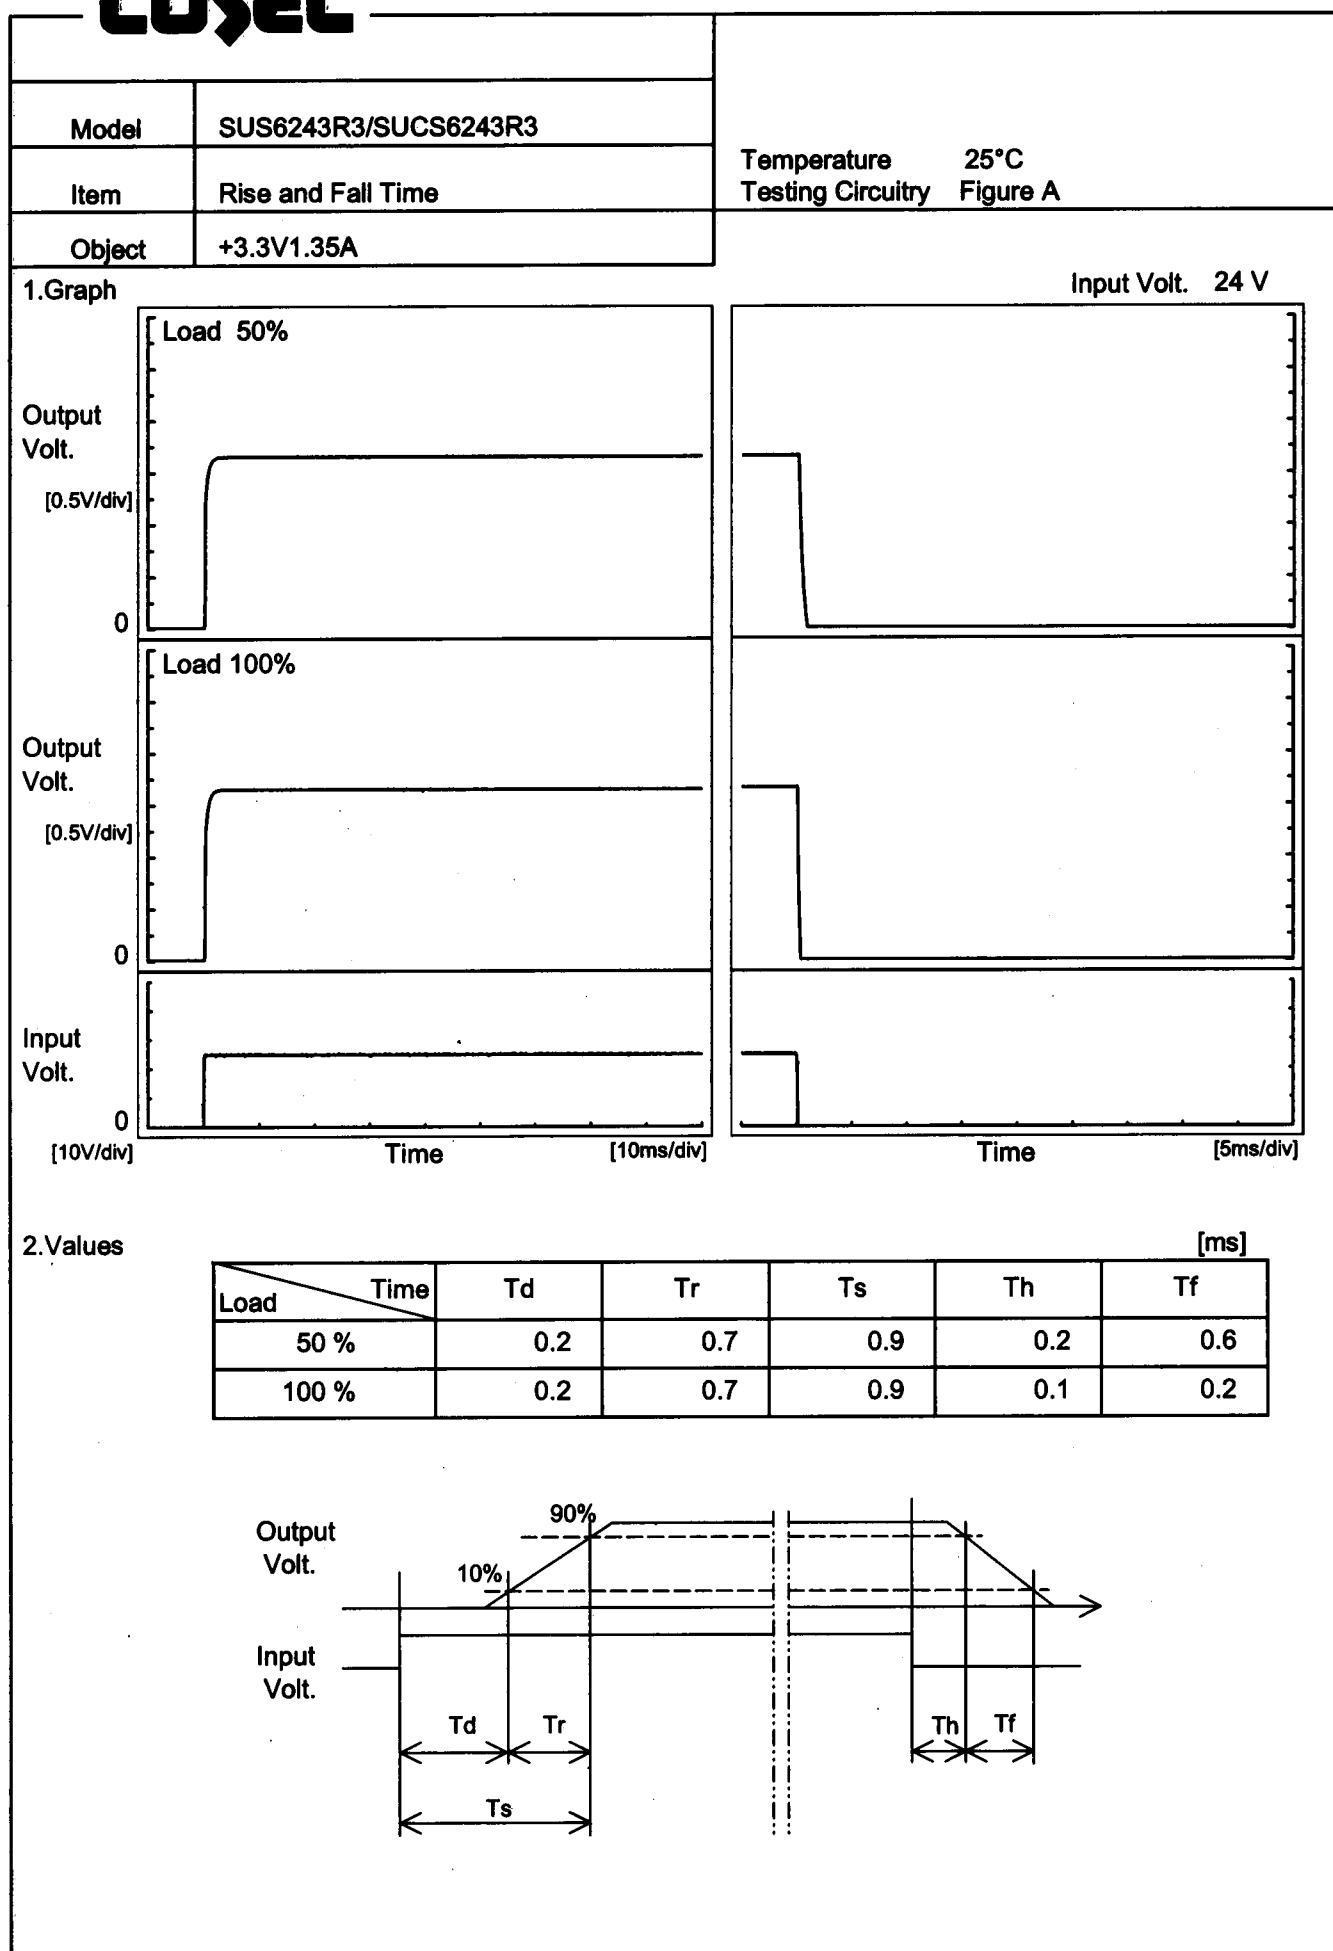 COSEL
Model SUS6243R3/SUCS6243R3
Item Rise and Fall Time
Object +3.3V1.35A
Temperature 25°C
Testing Circuitry Figure A
1.Graph
Input Volt. 24 V
Load 50%
Output
Volt.
[0.5V/div]
0
Load 100%
Output
Volt.
[0.5V/div]
0
Input
Volt.
0
[10V/div] Time [10ms/div] Time [5ms/div]
2.Values [ms]
Time Td Tr Ts Th Tf
Load
50 % 0.2 0.7 0.9 0.2 0.6
100 % 0.2 0.7 0.9 0.1 0.2
90%
Output
Volt.
10%
Input
Volt.
Td Tr Th Tf
Ts